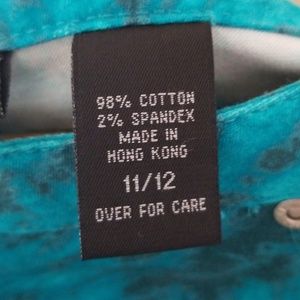 98% COTTON
2% SPANDEX
MADE IN
HONG KONG
11/12
OVER FOR CARE